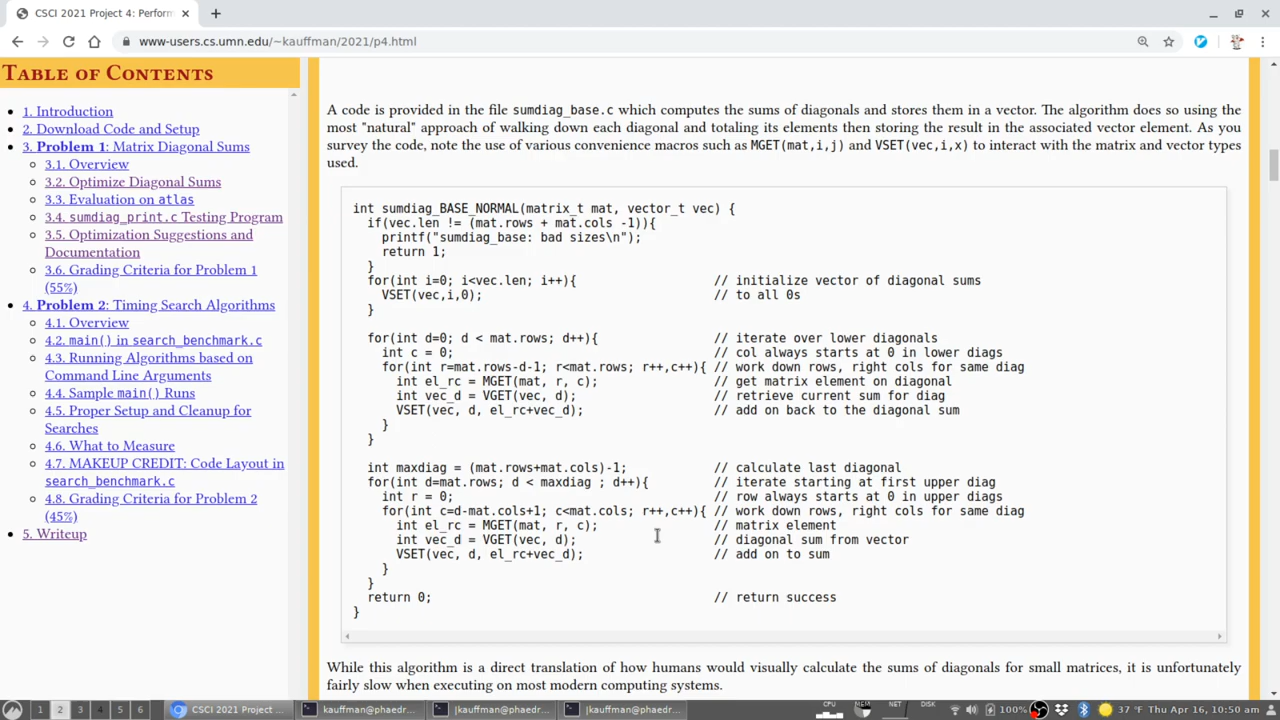 CSCI 2021 Project 4: Perform
www-users.cs.umn.edu/~kauffman/2021/p4.html
Table of Contents
1. Introduction
2. Download Code and Setup
3. Problem 1: Matrix Diagonal Sums
3.1. Overview
3.2. Optimize Diagonal Sums
3.3. Evaluation on atlas
3.4. sumdiag_print.c Testing Program
3.5. Optimization Suggestions and
Documentation
3.6. Grading Criteria for Problem 1
(55%)
4. Problem 2: Timing Search Algorithms
4.1. Overview
4.2. main() in search_benchmark.c
4.3. Running Algorithms based on
Command Line Arguments
4.4. Sample main() Runs
4.5. Proper Setup and Cleanup for
Searches
4.6. What to Measure
4.7. MAKEUP CREDIT: Code Layout in
search_benchmark.c
4.8. Grading Criteria for Problem 2
(45%)
5. Writeup
A code is provided in the file sumdiag_base.c which computes the sums of diagonals and stores them in a vector. The algorithm does so using the
most "natural" approach of walking down each diagonal and totaling its elements then storing the result in the associated vector element. As you
survey the code, note the use of various convenience macros such as MGET(mat,i,j) and VSET(vec,i,x) to interact with the matrix and vector types
used.
int sumdiag_BASE_NORMAL(matrix_t mat, vector_t vec) {
  if(vec.len != (mat.rows + mat.cols -1)){
    printf("sumdiag_base: bad sizes\n");
    return 1;
  }
  for(int i=0; i<vec.len; i++){                   // initialize vector of diagonal sums
    VSET(vec,i,0);                                // to all 0s
  }
  for(int d=0; d < mat.rows; d++){                // iterate over lower diagonals
    int c = 0;                                    // col always starts at 0 in lower diags
    for(int r=mat.rows-d-1; r<mat.rows; r++,c++){ // work down rows, right cols for same diag
      int el_rc = MGET(mat, r, c);                // get matrix element on diagonal
      int vec_d = VGET(vec, d);                   // retrieve current sum for diag
      VSET(vec, d, el_rc+vec_d);                  // add on back to the diagonal sum
    }
  }
  int maxdiag = (mat.rows+mat.cols)-1;            // calculate last diagonal
  for(int d=mat.rows; d < maxdiag ; d++){         // iterate starting at first upper diag
    int r = 0;                                    // row always starts at 0 in upper diags
    for(int c=d-mat.cols+1; c<mat.cols; r++,c++){ // work down rows, right cols for same diag
      int el_rc = MGET(mat, r, c);                // matrix element
      int vec_d = VGET(vec, d);                   // diagonal sum from vector
      VSET(vec, d, el_rc+vec_d);                  // add on to sum
    }
  }
  return 0;                                       // return success
}
While this algorithm is a direct translation of how humans would visually calculate the sums of diagonals for small matrices, it is unfortunately
fairly slow when executing on most modern computing systems.
1 2 3 4 5 6 CSCI 2021 Project ... kauffman@phaedr... [kauffman@phaedr... [kauffman@phaedr... CPU MEM NET DISK 100% 37 °F Thu Apr 16, 10:50 am